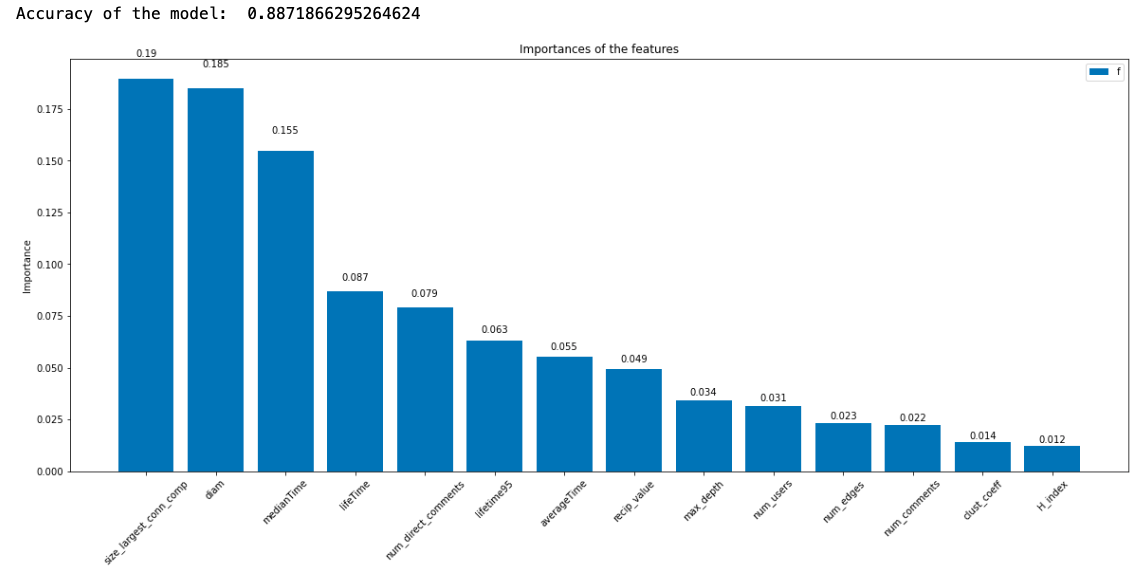 Accuracy of the model:  0.8871866295264624
Importances of the features
f
Importance
0.175
0.150
0.125
0.100
0.075
0.050
0.025
0.000
0.19
0.185
0.155
0.087
0.079
0.063
0.055
0.049
0.034
0.031
0.023
0.022
0.014
0.012
size_largest_conn_comp
diam
medianTime
lifeTime
num_direct_comments
lifetime95
averageTime
recip_value
max_depth
num_users
num_edges
num_comments
clust_coeff
H_index